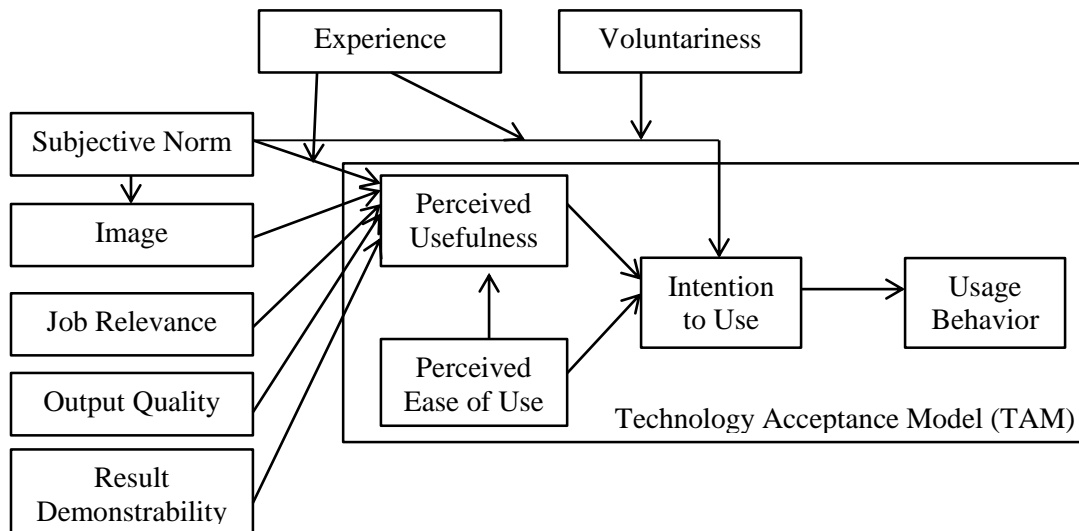 Experience
Voluntariness
Subjective Norm
Image
Perceived
Usefulness
Job Relevance
Intention
to Use
Usage
Behavior
Output Quality
Perceived
Ease of Use
Technology Acceptance Model (TAM)
Result
Demonstrability